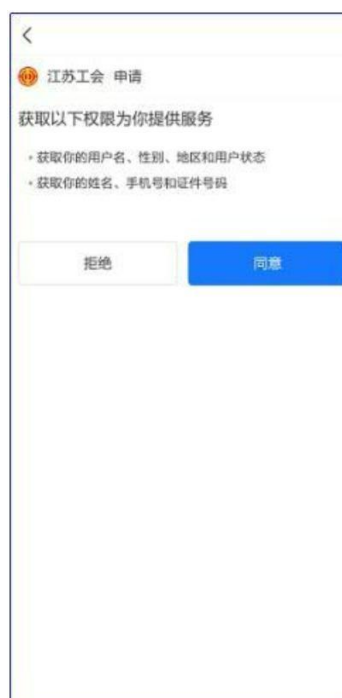 江苏工会 申请
获取以下权限为你提供服务
• 获取你的用户名、性别、地区和用户状态
• 获取你的姓名、手机号和证件号码
拒绝
同意